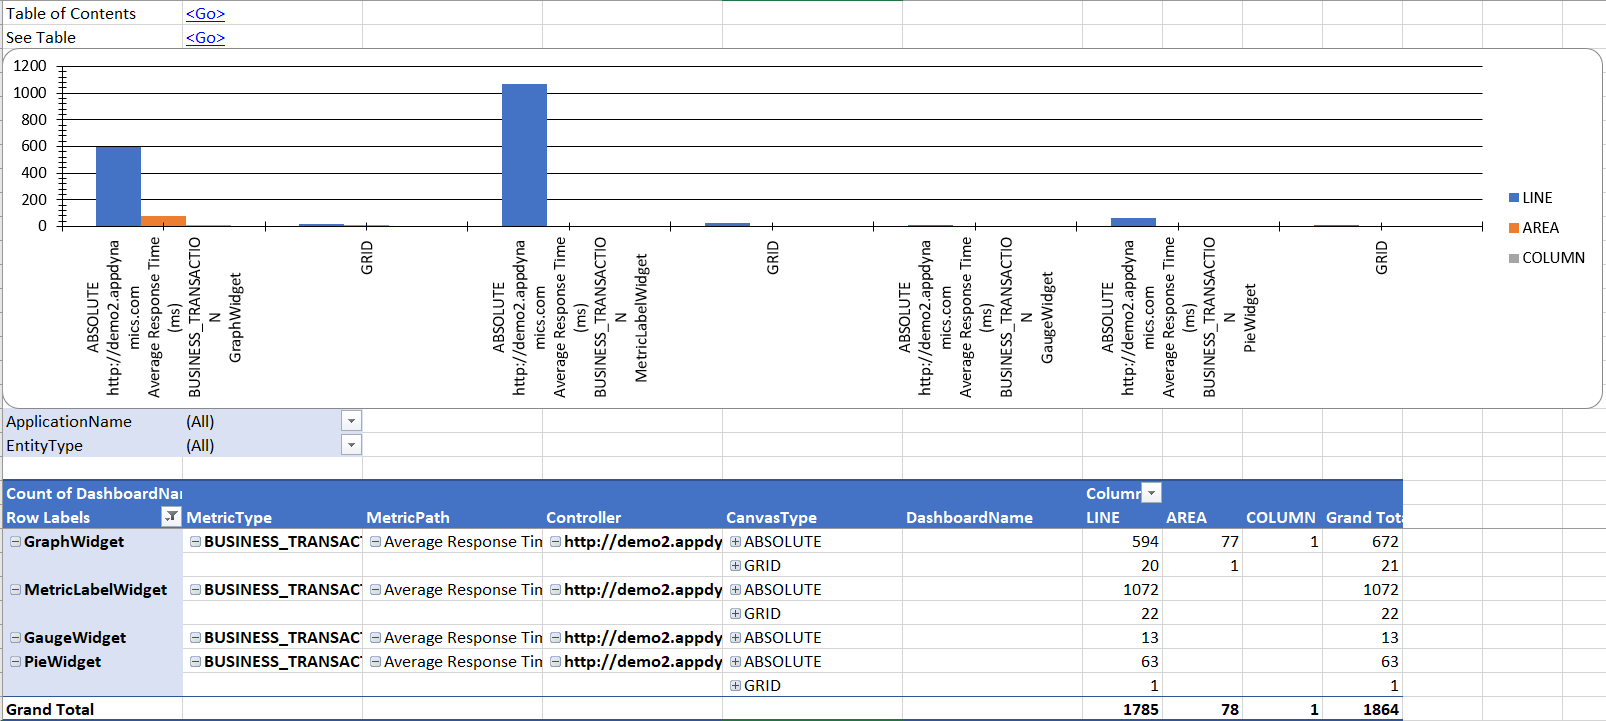 Table of Contents <Go>
See Table <Go>
1200
1000
800
600
400
200
0
ABSOLUTE
http://demo2.appdyna
mics.com
Average Response Time
(ms)
BUSINESS_TRANSACTIO
N
GraphWidget
GRID
ABSOLUTE
http://demo2.appdyna
mics.com
Average Response Time
(ms)
BUSINESS_TRANSACTIO
N
MetricLabelWidget
GRID
ABSOLUTE
http://demo2.appdyna
mics.com
Average Response Time
(ms)
BUSINESS_TRANSACTIO
N
GaugeWidget
ABSOLUTE
http://demo2.appdyna
mics.com
Average Response Time
(ms)
BUSINESS_TRANSACTIO
N
PieWidget
GRID
LINE
AREA
COLUMN
ApplicationName (All)
EntityType (All)
Count of DashboardNar Column
Row Labels MetricType MetricPath Controller CanvasType DashboardName LINE AREA COLUMN Grand Tota
GraphWidget BUSINESS_TRANSACT Average Response Tin http://demo2.appdy ABSOLUTE 594 77 1 672
GRID 20 1 21
MetricLabelWidget BUSINESS_TRANSACT Average Response Tin http://demo2.appdy ABSOLUTE 1072 1072
GRID 22 22
GaugeWidget BUSINESS_TRANSACT Average Response Tin http://demo2.appdy ABSOLUTE 13 13
PieWidget BUSINESS_TRANSACT Average Response Tin http://demo2.appdy ABSOLUTE 63 63
GRID 1 1
Grand Total 1785 78 1 1864